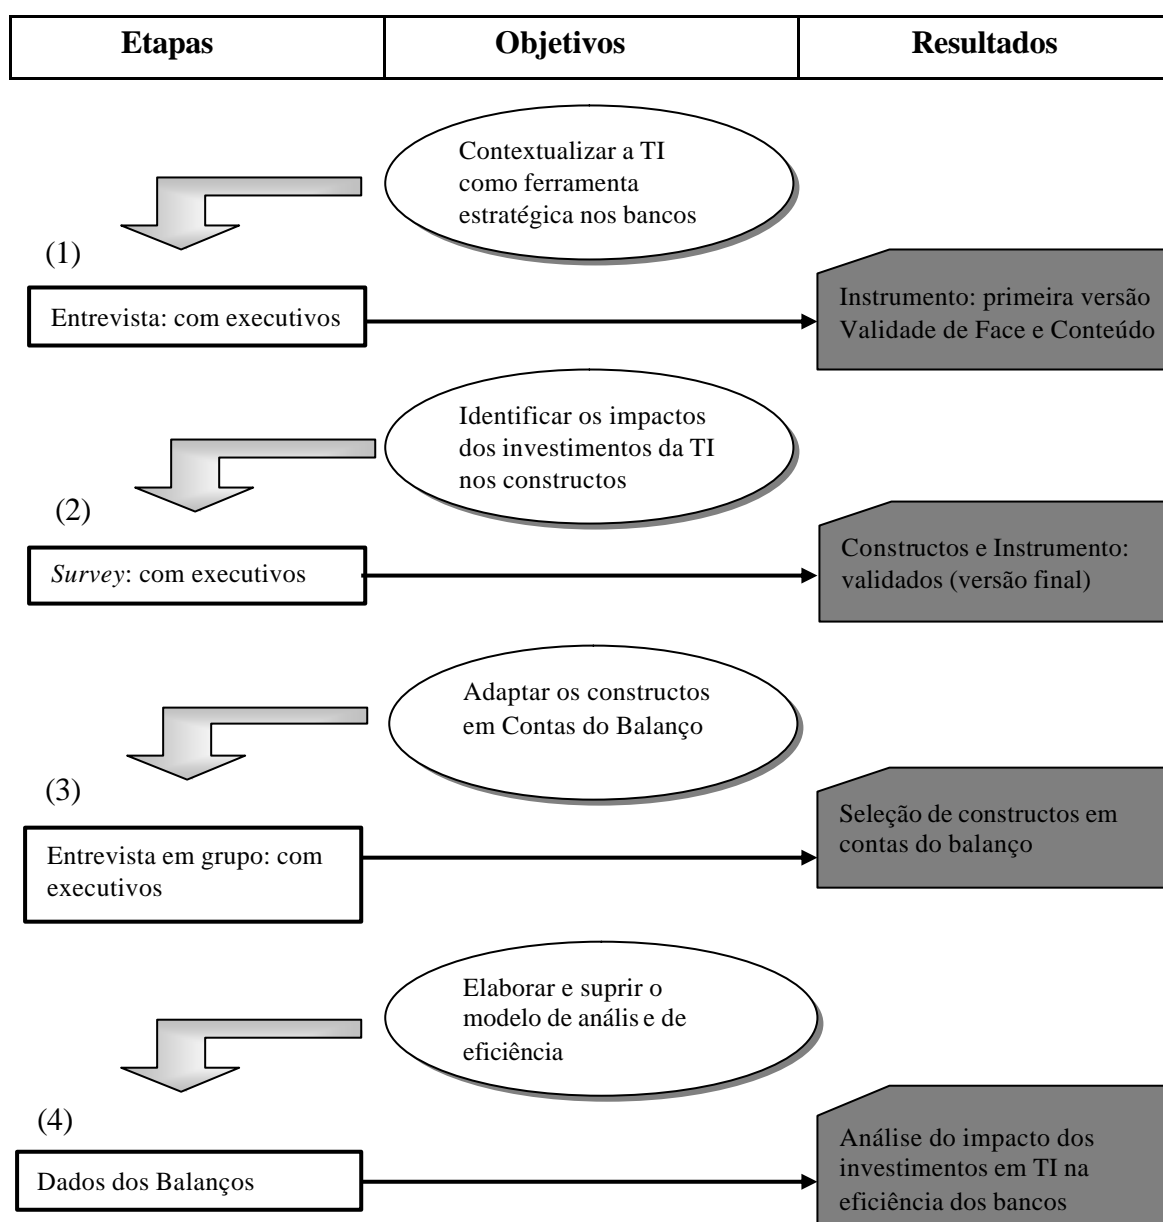 Etapas
Objetivos
Resultados
Contextualizar a TI
como ferramenta
estratégica nos bancos
(1)
Entrevista: com executivos
Instrumento: primeira versão
Validade de Face e Conteúdo
Identificar os impactos
dos investimentos da TI
nos constructos
(2)
Survey: com executivos
Constructos e Instrumento:
validados (versão final)
Adaptar os constructos
em Contas do Balanço
(3)
Entrevista em grupo: com
executivos
Seleção de constructos em
contas do balanço
Elaborar e suprir o
modelo de anális e de
eficiência
(4)
Dados dos Balanços
Análise do impacto dos
investimentos em TI na
eficiência dos bancos